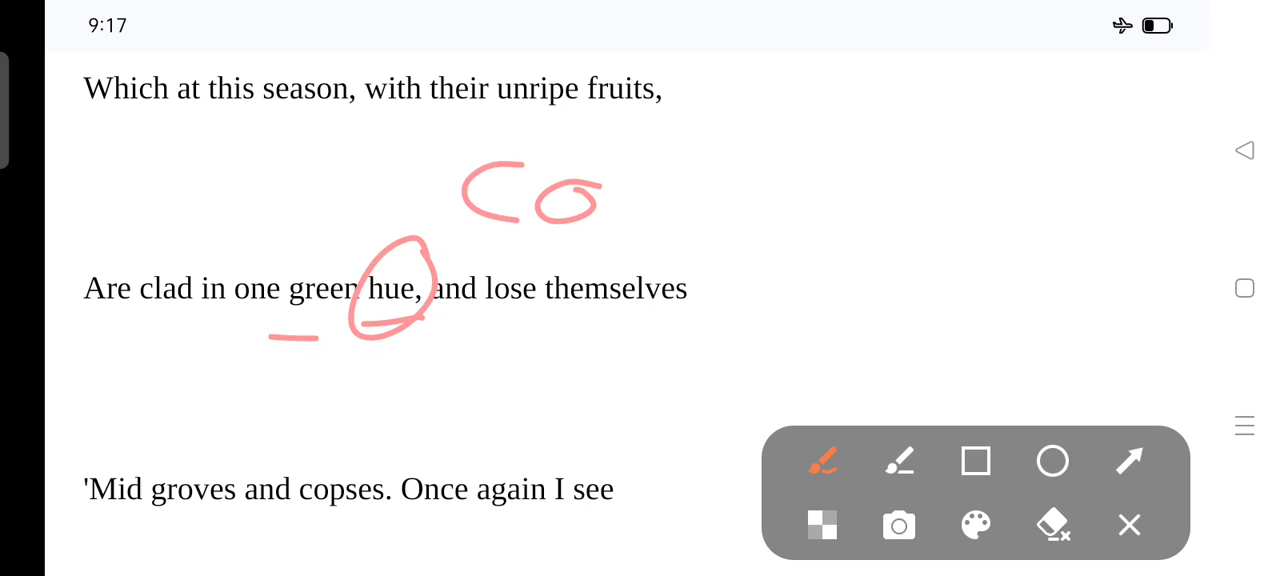 9:17
Which at this season, with their unripe fruits,
Co
Are clad in one green hue, and lose themselves
'Mid groves and copses. Once again I see